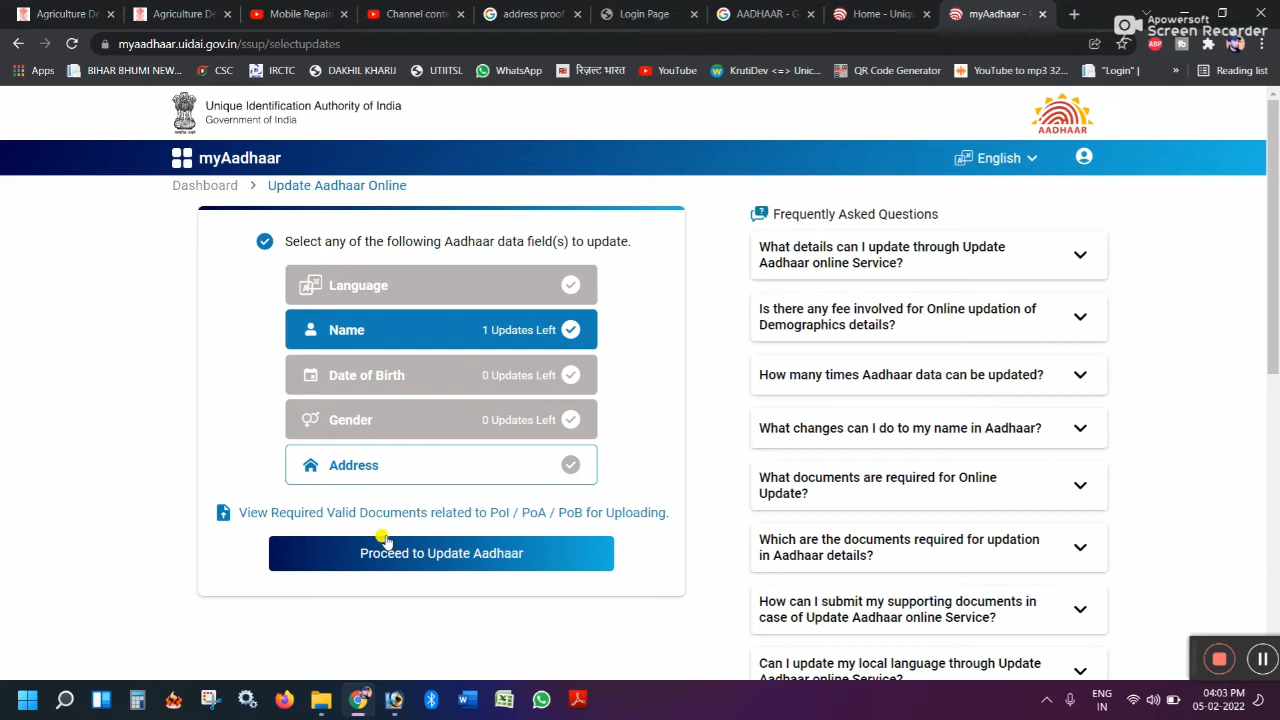 Agriculture De
Agriculture De
Mobile Repair
Channel conte
address proof
Login Page
AADHAAR - G
Home - Uniqu
myAadhaar -
Apowersoft
Screen Recorder
myaadhaar.uidai.gov.in/ssup/selectupdates
ABP
Apps
BIHAR BHUMI NEW...
CSC
IRCTC
DAKHIL KHARIJ
UTIITSL
WhatsApp
रिज़ल्ट भारत
YouTube
KrutiDev <=> Unic...
QR Code Generator
YouTube to mp3 32...
"Login" |
»
Reading list
Unique Identification Authority of India
Government of India
AADHAAR
myAadhaar
English
Dashboard > Update Aadhaar Online
Select any of the following Aadhaar data field(s) to update.
Language
Name 1 Updates Left
Date of Birth 0 Updates Left
Gender 0 Updates Left
Address
View Required Valid Documents related to PoI / PoA / PoB for Uploading.
Proceed to Update Aadhaar
Frequently Asked Questions
What details can I update through Update
Aadhaar online Service?
Is there any fee involved for Online updation of
Demographics details?
How many times Aadhaar data can be updated?
What changes can I do to my name in Aadhaar?
What documents are required for Online
Update?
Which are the documents required for updation
in Aadhaar details?
How can I submit my supporting documents in
case of Update Aadhaar online Service?
Can I update my local language through Update
Aadhaar online Service?
ENG
IN
04:03 PM
05-02-2022